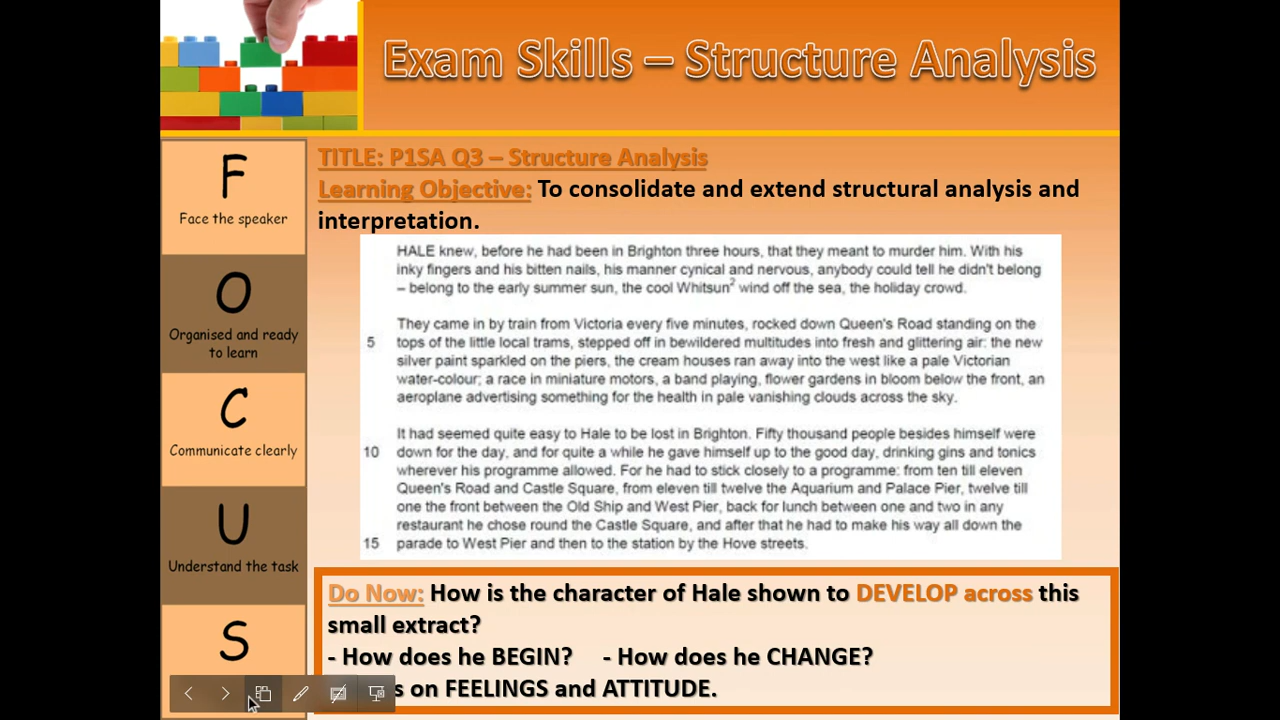 Exam Skills – Structure Analysis
F
Face the speaker
O
Organised and ready
to learn
C
Communicate clearly
U
Understand the task
S
TITLE: P1SA Q3 – Structure Analysis
Learning Objective: To consolidate and extend structural analysis and
interpretation.
HALE knew, before he had been in Brighton three hours, that they meant to murder him. With his
inky fingers and his bitten nails, his manner cynical and nervous, anybody could tell he didn't belong
– belong to the early summer sun, the cool Whitsun² wind off the sea, the holiday crowd.
They came in by train from Victoria every five minutes, rocked down Queen's Road standing on the
5 tops of the little local trams, stepped off in bewildered multitudes into fresh and glittering air: the new
silver paint sparkled on the piers, the cream houses ran away into the west like a pale Victorian
water-colour; a race in miniature motors, a band playing, flower gardens in bloom below the front, an
aeroplane advertising something for the health in pale vanishing clouds across the sky.
It had seemed quite easy to Hale to be lost in Brighton. Fifty thousand people besides himself were
10 down for the day, and for quite a while he gave himself up to the good day, drinking gins and tonics
wherever his programme allowed. For he had to stick closely to a programme: from ten till eleven
Queen's Road and Castle Square, from eleven till twelve the Aquarium and Palace Pier, twelve till
one the front between the Old Ship and West Pier, back for lunch between one and two in any
restaurant he chose round the Castle Square, and after that he had to make his way all down the
15 parade to West Pier and then to the station by the Hove streets.
Do Now: How is the character of Hale shown to DEVELOP across this
small extract?
- How does he BEGIN? - How does he CHANGE?
on FEELINGS and ATTITUDE.